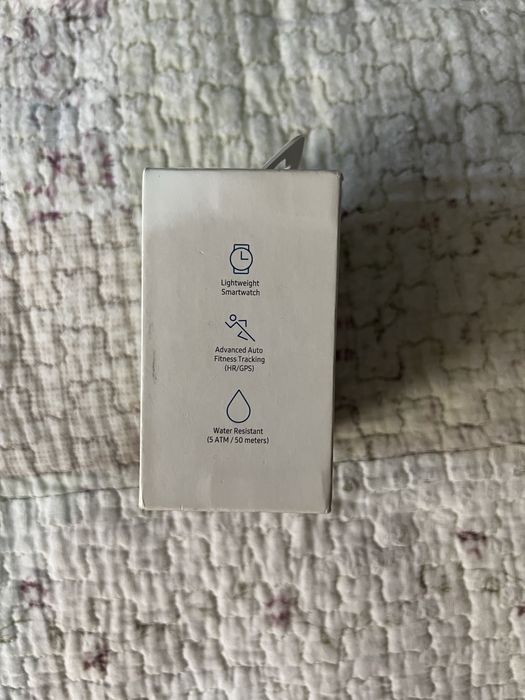 Lightweight
Smartwatch
Advanced Auto
Fitness Tracking
(HR/GPS)
Water Resistant
(5 ATM / 50 meters)